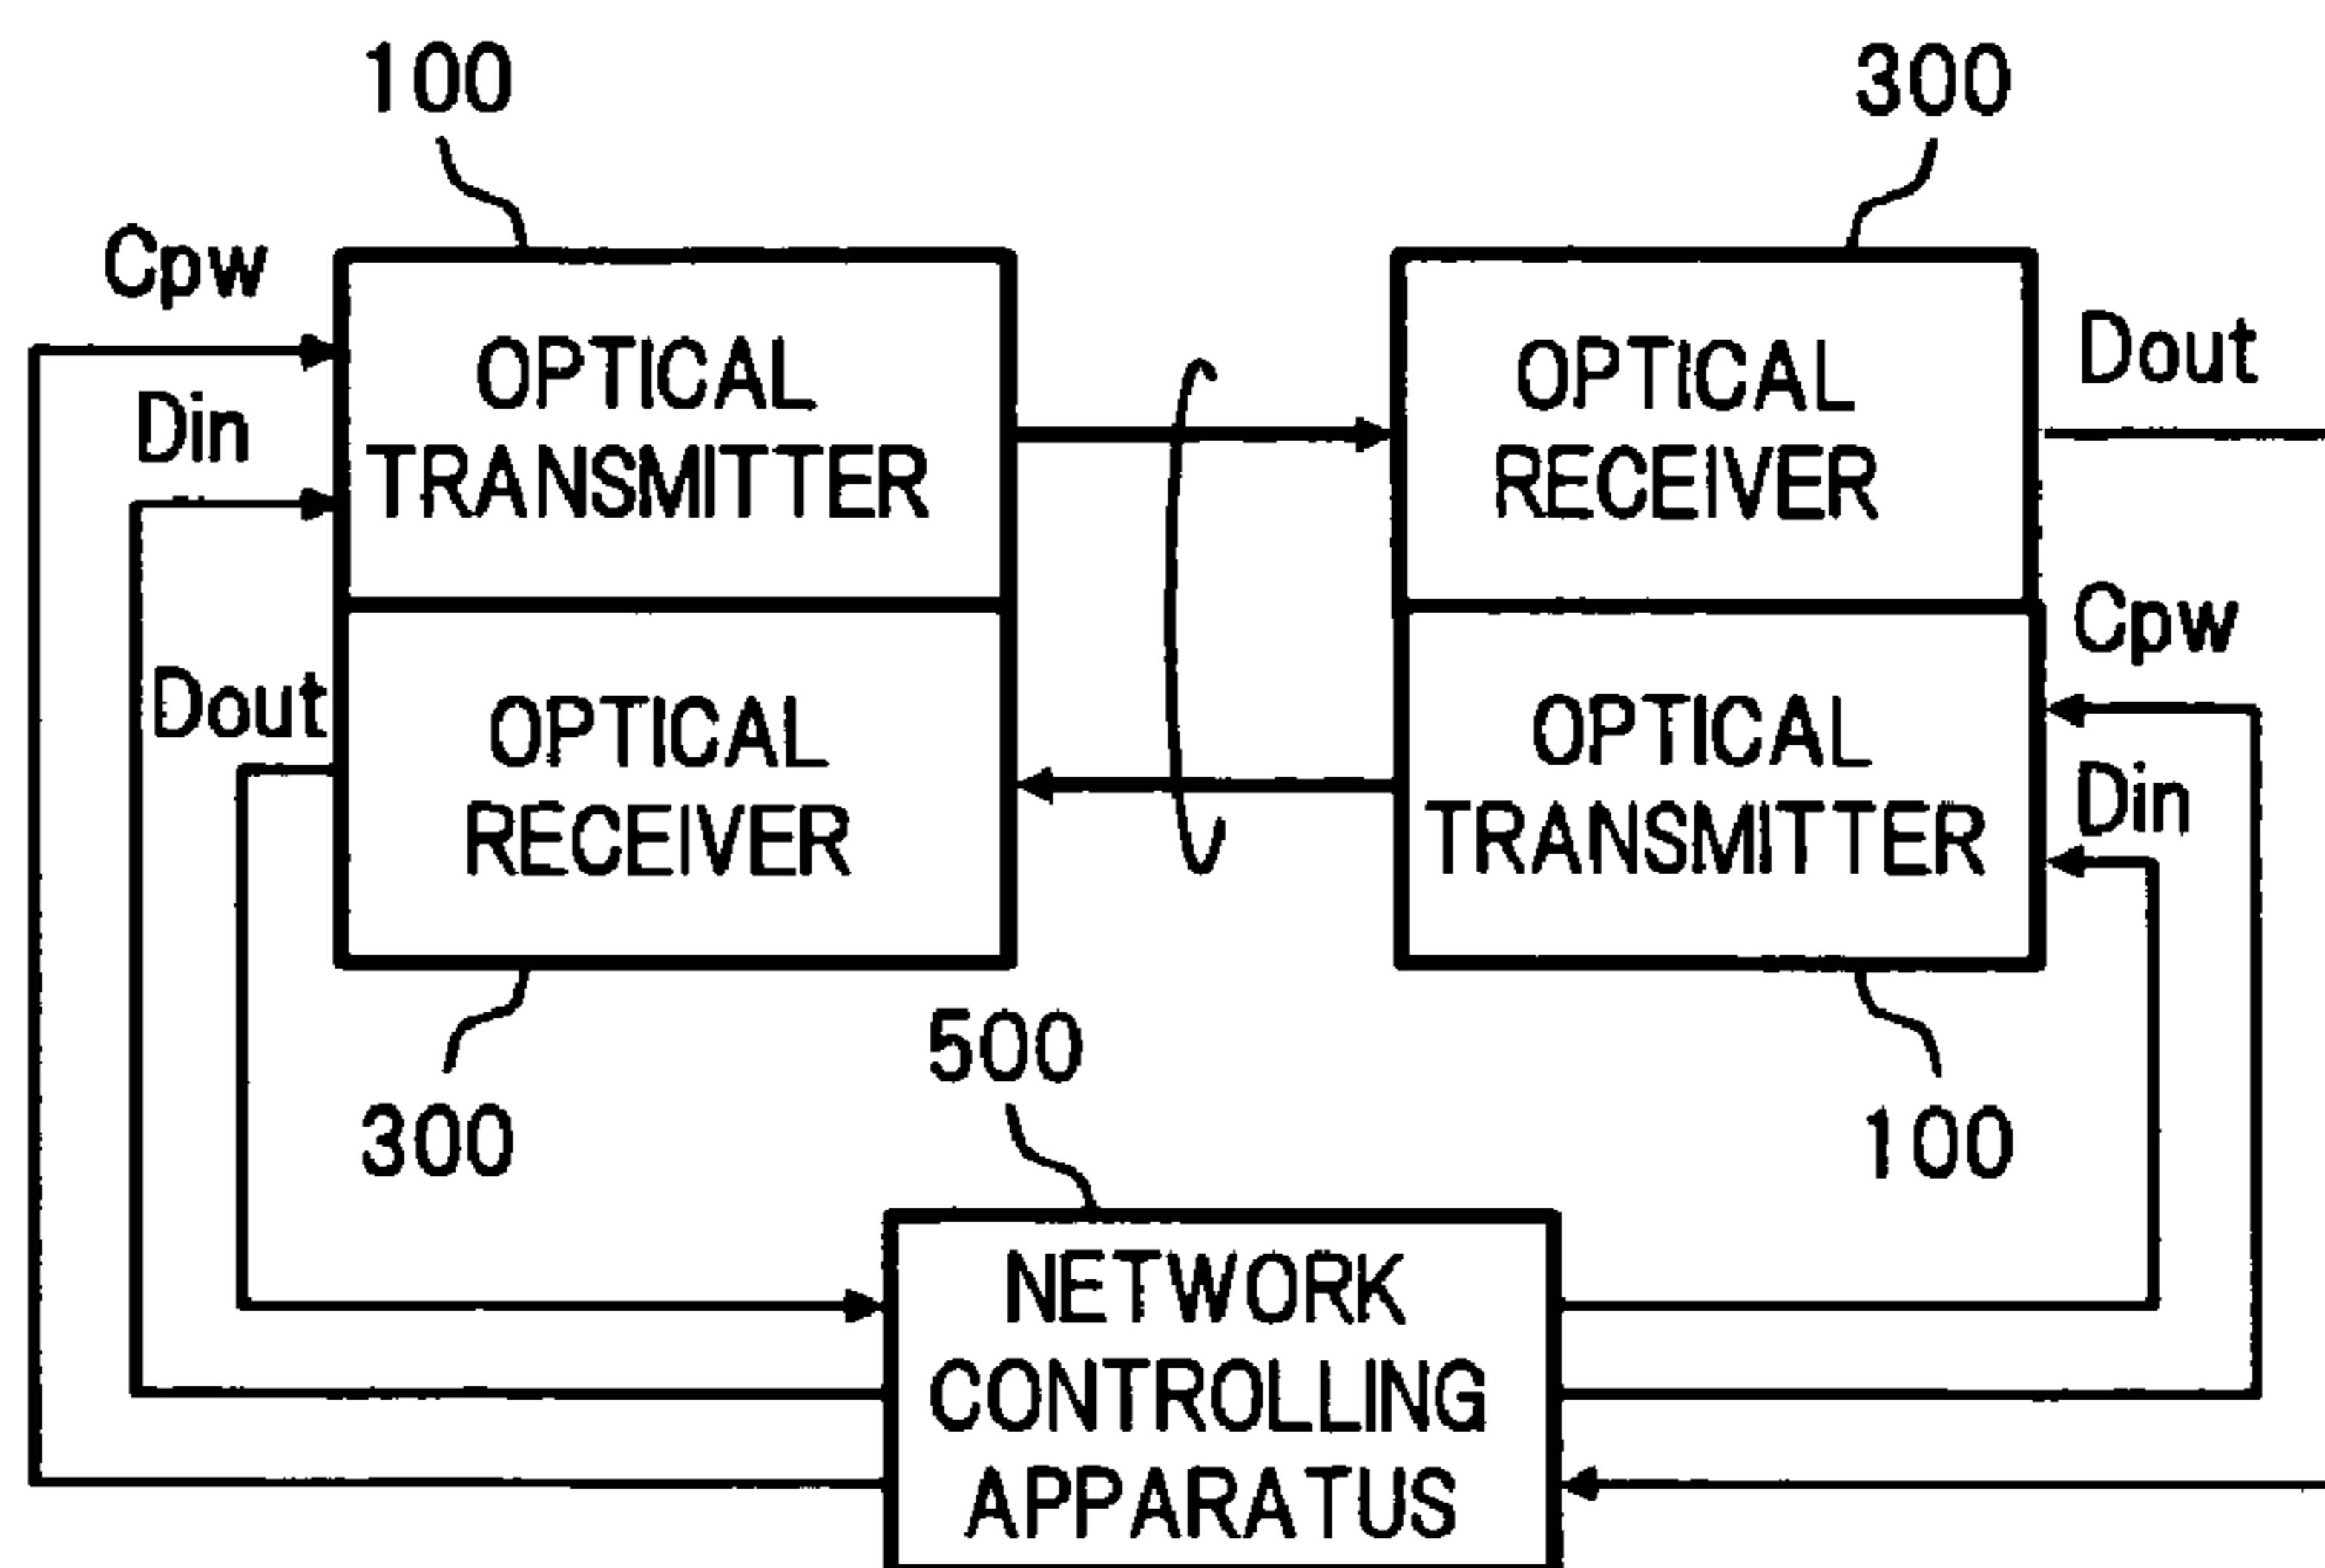 100
300
Cpw
OPTICAL
TRANSMITTER
OPTICAL
RECEIVER
Dout
Din
Cpw
Dout
OPTICAL
RECEIVER
OPTICAL
TRANSMITTER
Din
500
300
100
NETWORK
CONTROLLING
APPARATUS